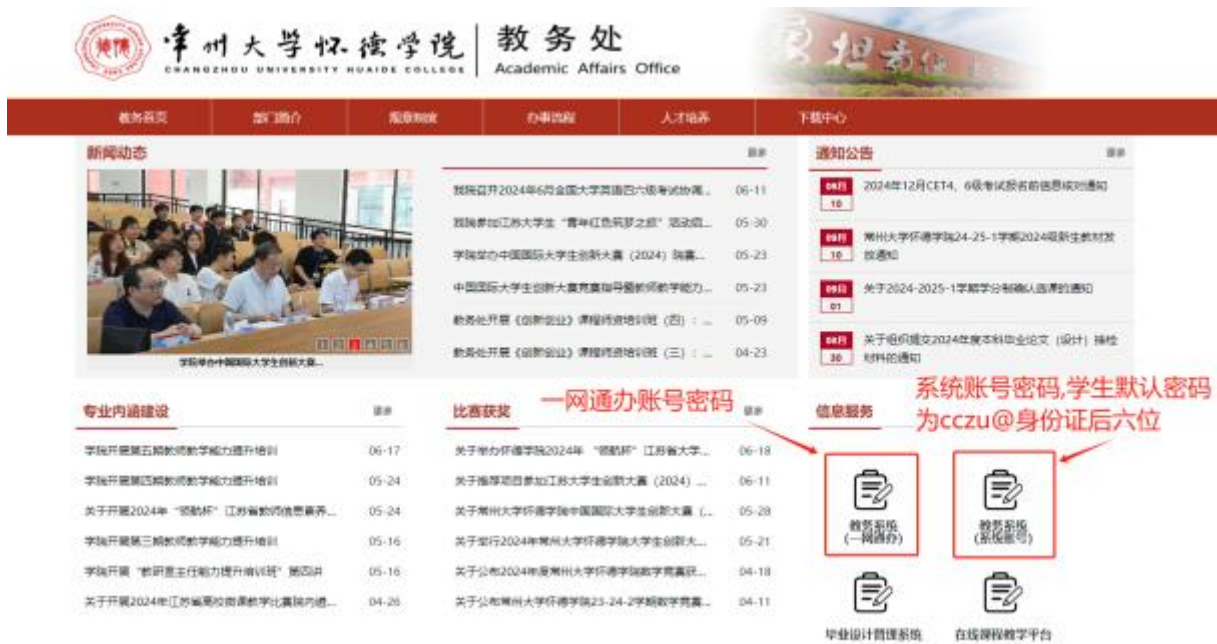 常州大学怀德学院
CHANGZHOU UNIVERSITY HUAIDE COLLEGE
教务处
Academic Affairs Office
教务首页 部门简介 规章制度 办事流程 人才培养 下载中心
新闻动态
更多
学院举办中国国际大学生创新大赛...
我院召开2024年6月全国大学英语四六级考试协调... 06-11
我院参加江苏大学生“青年红色筑梦之旅”活动启... 05-30
学院举办中国国际大学生创新大赛（2024）院赛... 05-23
中国国际大学生创新大赛竞赛指导暨教师教学能力... 05-23
教务处开展《创新创业》课程师资培训班（四）：... 05-09
教务处开展《创新创业》课程师资培训班（三）：... 04-23
通知公告
更多
10
2024年12月CET4、6级考试报名前信息核对通知
09月
10
常州大学怀德学院24-25-1学期2024级新生教材发
放通知
09月
01
关于2024-2025-1学期学分制确认选课的通知
30
关于组织提交2024年度本科毕业论文（设计）抽检
材料的通知
专业内涵建设
更多
学院开展第五期教师教学能力提升培训 06-17
学院开展第四期教师教学能力提升培训 05-24
关于开展2024年“领航杯”江苏省教师信息素养... 05-24
学院开展第三期教师教学能力提升培训 05-16
学院开展“教研室主任能力提升培训班”第四讲 05-16
关于开展2024年江苏省高校微课教学比赛院内遴... 04-26
比赛获奖
更多
关于举办怀德学院2024年“领航杯”江苏省大学... 06-18
关于推荐项目参加江苏大学生创新大赛（2024）... 06-11
关于常州大学怀德学院中国国际大学生创新大赛（... 05-28
关于举行2024年常州大学怀德学院大学生创新大... 05-21
关于公布2024年度常州大学怀德学院数学竞赛获... 04-18
关于公布常州大学怀德学院23-24-2学期数学竞赛... 04-11
一网通办账号密码
系统账号密码,学生默认密码
为cczu@身份证后六位
信息服务
教务系统
(一网通办)
教务系统
(系统账号)
毕业设计管理系统
在线课程教学平台